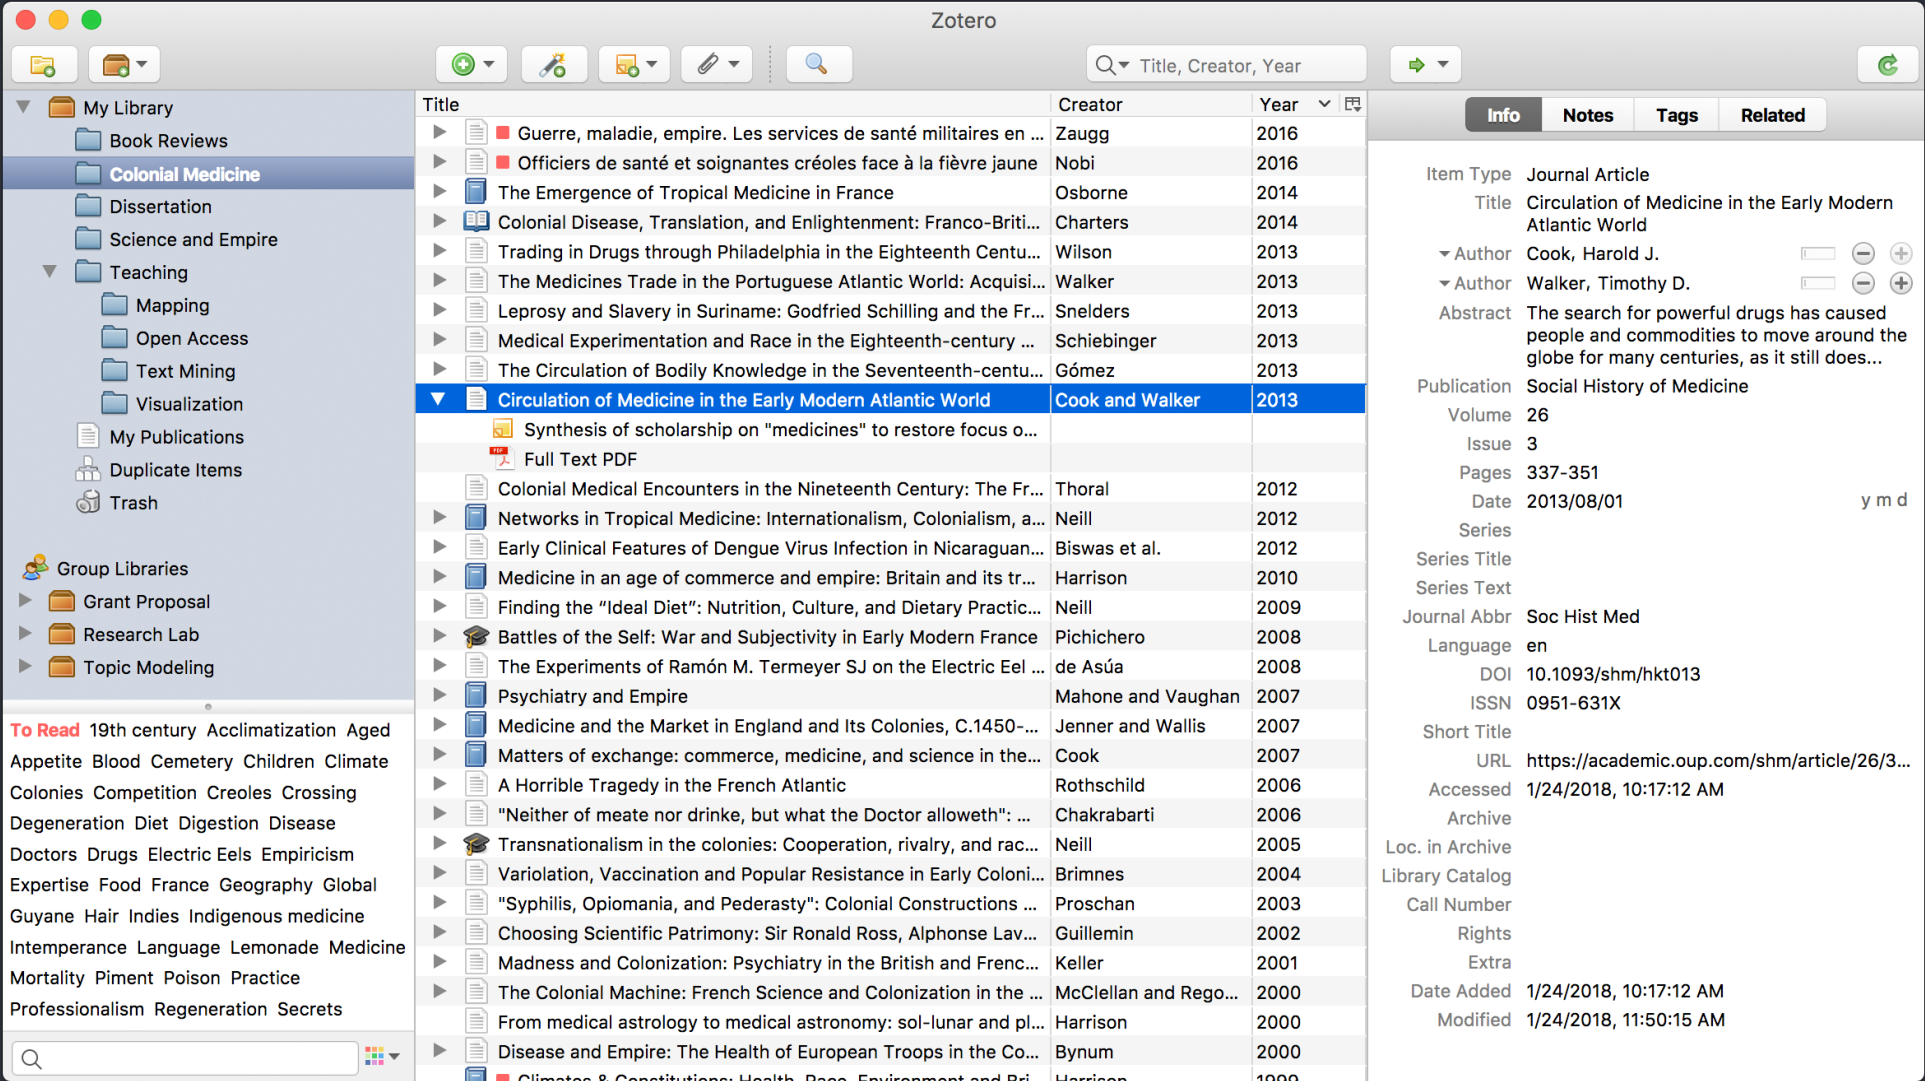 Zotero
Title, Creator, Year
My Library
Book Reviews
Colonial Medicine
Dissertation
Science and Empire
Teaching
Mapping
Open Access
Text Mining
Visualization
My Publications
Duplicate Items
Trash
Group Libraries
Grant Proposal
Research Lab
Topic Modeling
To Read 19th century Acclimatization Aged
Appetite Blood Cemetery Children Climate
Colonies Competition Creoles Crossing
Degeneration Diet Digestion Disease
Doctors Drugs Electric Eels Empiricism
Expertise Food France Geography Global
Guyane Hair Indies Indigenous medicine
Intemperance Language Lemonade Medicine
Mortality Piment Poison Practice
Professionalism Regeneration Secrets
Title Creator Year
Guerre, maladie, empire. Les services de santé militaires en ... Zaugg 2016
Officiers de santé et soignantes créoles face à la fièvre jaune Nobi 2016
The Emergence of Tropical Medicine in France Osborne 2014
Colonial Disease, Translation, and Enlightenment: Franco-Briti... Charters 2014
Trading in Drugs through Philadelphia in the Eighteenth Centu... Wilson 2013
The Medicines Trade in the Portuguese Atlantic World: Acquisi... Walker 2013
Leprosy and Slavery in Suriname: Godfried Schilling and the Fr... Snelders 2013
Medical Experimentation and Race in the Eighteenth-century ... Schiebinger 2013
The Circulation of Bodily Knowledge in the Seventeenth-centu... Gómez 2013
Circulation of Medicine in the Early Modern Atlantic World Cook and Walker 2013
Synthesis of scholarship on "medicines" to restore focus o...
PDF Full Text PDF
Colonial Medical Encounters in the Nineteenth Century: The Fr... Thoral 2012
Networks in Tropical Medicine: Internationalism, Colonialism, a... Neill 2012
Early Clinical Features of Dengue Virus Infection in Nicaraguan... Biswas et al. 2012
Medicine in an age of commerce and empire: Britain and its tr... Harrison 2010
Finding the “Ideal Diet”: Nutrition, Culture, and Dietary Practic... Neill 2009
Battles of the Self: War and Subjectivity in Early Modern France Pichichero 2008
The Experiments of Ramón M. Termeyer SJ on the Electric Eel ... de Asúa 2008
Psychiatry and Empire Mahone and Vaughan 2007
Medicine and the Market in England and Its Colonies, C.1450-... Jenner and Wallis 2007
Matters of exchange: commerce, medicine, and science in the... Cook 2007
A Horrible Tragedy in the French Atlantic Rothschild 2006
"Neither of meate nor drinke, but what the Doctor alloweth": ... Chakrabarti 2006
Transnationalism in the colonies: Cooperation, rivalry, and rac... Neill 2005
Variolation, Vaccination and Popular Resistance in Early Coloni... Brimnes 2004
"Syphilis, Opiomania, and Pederasty": Colonial Constructions ... Proschan 2003
Choosing Scientific Patrimony: Sir Ronald Ross, Alphonse Lav... Guillemin 2002
Madness and Colonization: Psychiatry in the British and Frenc... Keller 2001
The Colonial Machine: French Science and Colonization in the ... McClellan and Rego... 2000
From medical astrology to medical astronomy: sol-lunar and pl... Harrison 2000
Disease and Empire: The Health of European Troops in the Co... Bynum 2000
Climates & Constitutions: Health, Race, Environment and Bri... Harrison 1999
Info Notes Tags Related
Item Type Journal Article
Title Circulation of Medicine in the Early Modern
Atlantic World
Author Cook, Harold J.
Author Walker, Timothy D.
Abstract The search for powerful drugs has caused
people and commodities to move around the
globe for many centuries, as it still does...
Publication Social History of Medicine
Volume 26
Issue 3
Pages 337-351
Date 2013/08/01 y m d
Series
Series Title
Series Text
Journal Abbr Soc Hist Med
Language en
DOI 10.1093/shm/hkt013
ISSN 0951-631X
Short Title
URL https://academic.oup.com/shm/article/26/3...
Accessed 1/24/2018, 10:17:12 AM
Archive
Loc. in Archive
Library Catalog
Call Number
Rights
Extra
Date Added 1/24/2018, 10:17:12 AM
Modified 1/24/2018, 11:50:15 AM